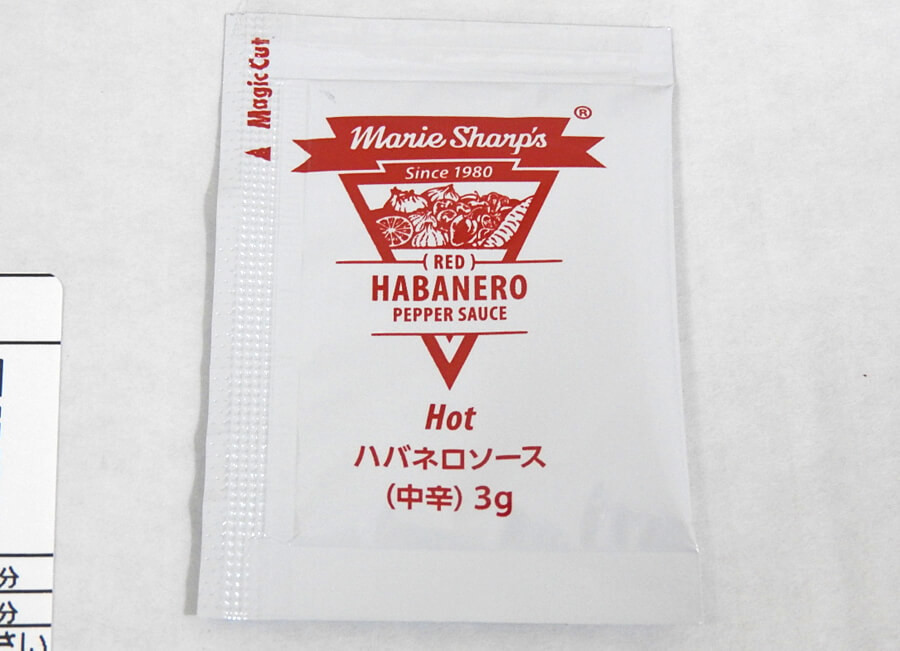 Magic Cut
Marie Sharp's ®
Since 1980
(RED)
HABANERO
PEPPER SAUCE
Hot
ハバネロソース
(中辛) 3g
分
分
さい